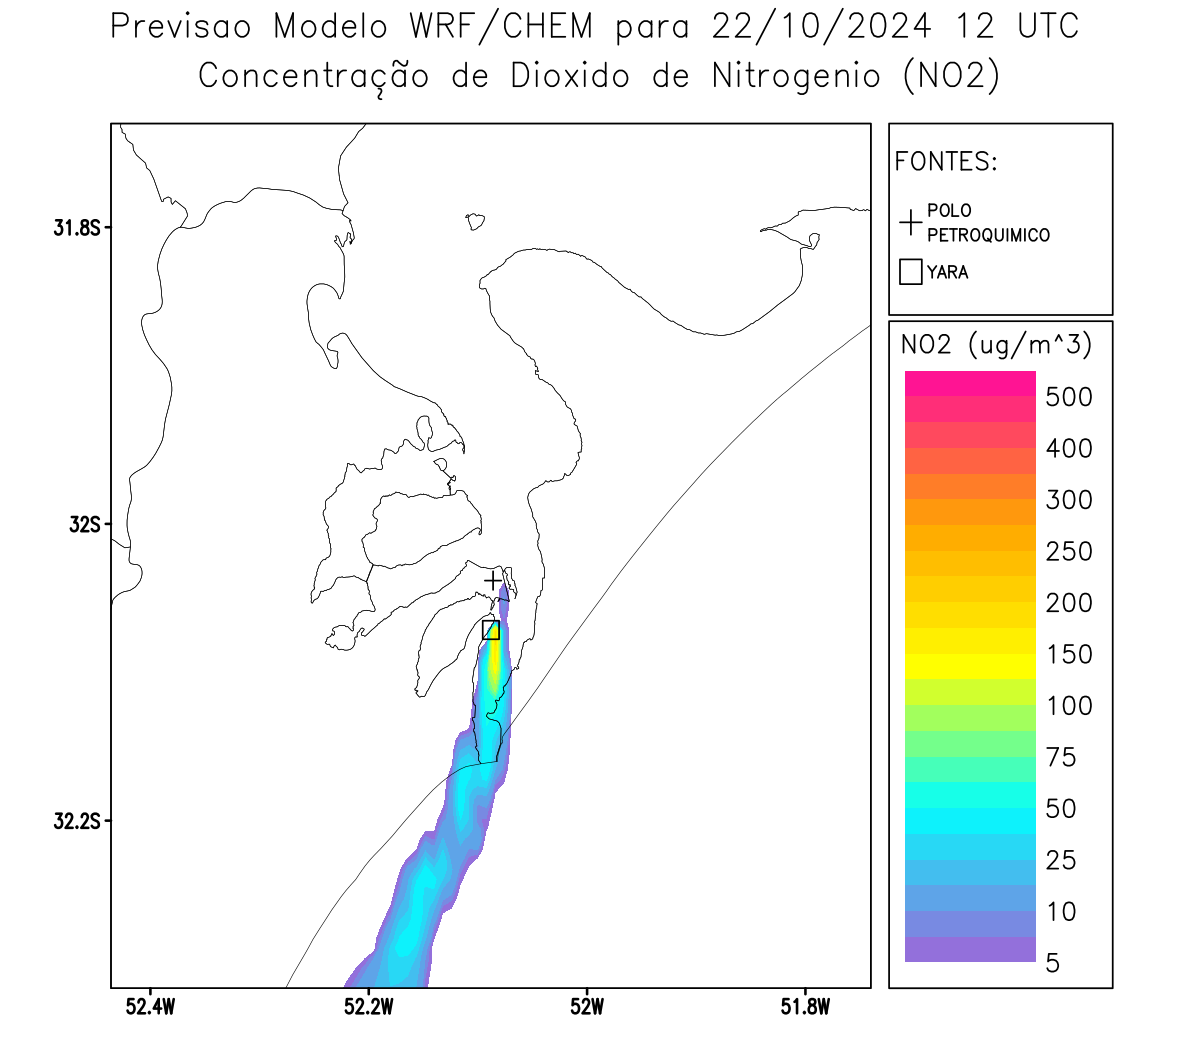 Previsao Modelo WRF/CHEM para 22/10/2024 12 UTC
Concentração de Dioxido de Nitrogenio (NO2)
FONTES:
POLO
PETROQUIMICO
YARA
NO2 (ug/m^3)
500
400
300
250
200
150
100
75
50
25
10
5
31.8S
32S
32.2S
52.4W
52.2W
52W
51.8W